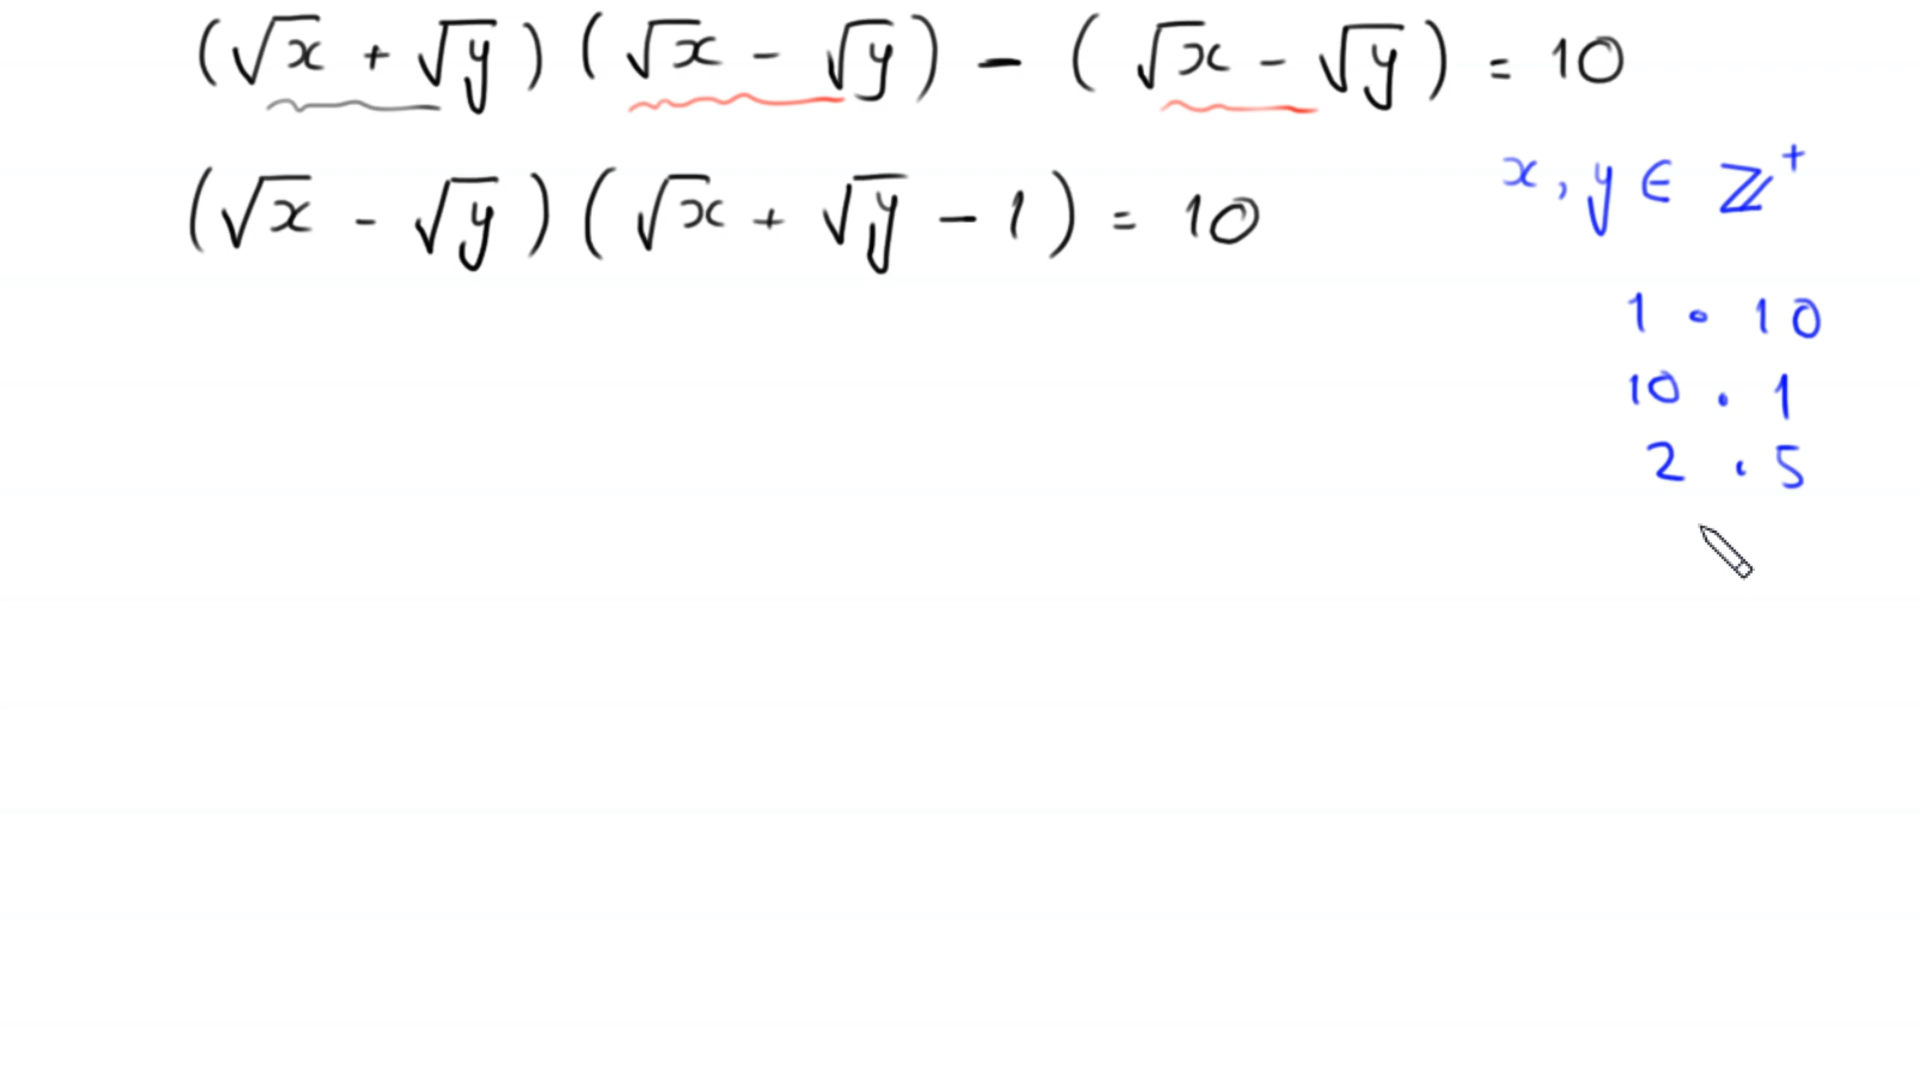 (√x + √y) (√x - √y) - (√x - √y) = 10
(√x - √y) (√x + √y - 1) = 10
x, y ∈ ℤ⁺
1 · 10
10 · 1
2 · 5